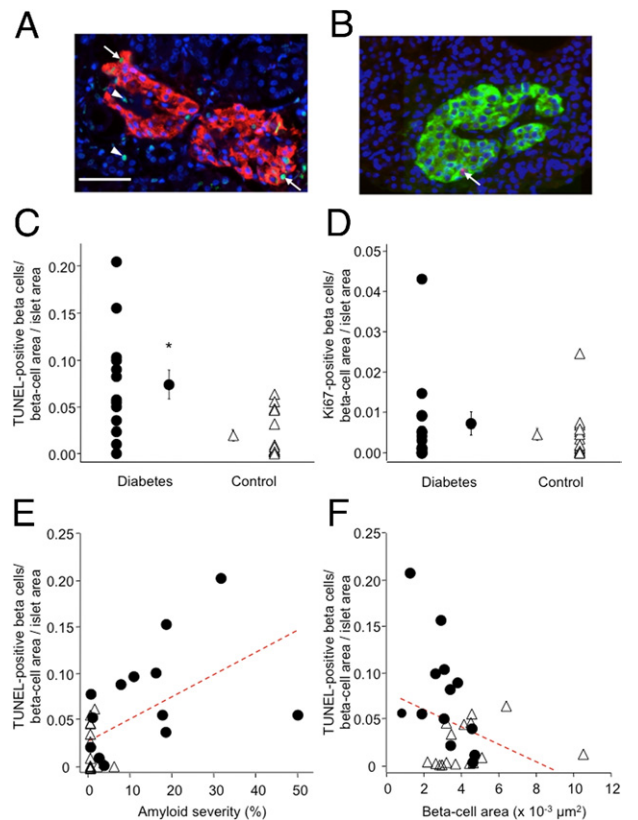 A
B
C
TUNEL-positive beta cells/
beta-cell area / islet area
0.20
0.15
0.10
0.05
0.00
*
Diabetes
Control
D
Ki67-positive beta cells/
beta-cell area / islet area
0.05
0.04
0.03
0.02
0.01
0.00
Diabetes
Control
E
TUNEL-positive beta cells/
beta-cell area / islet area
0.25
0.20
0.15
0.10
0.05
0
0
10
20
30
40
50
Amyloid severity (%)
F
TUNEL-positive beta cells/
beta-cell area / islet area
0.25
0.20
0.15
0.10
0.05
0
0
2
4
6
8
10
12
Beta-cell area (x 10⁻³ µm²)